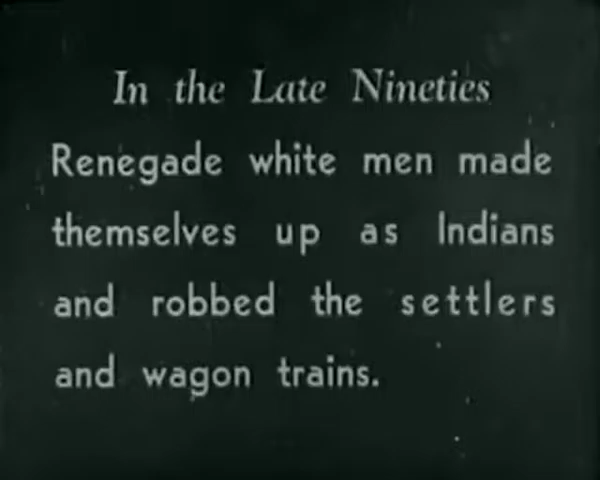 In the Late Nineties
Renegade white men made
themselves up as Indians
and robbed the settlers
and wagon trains.